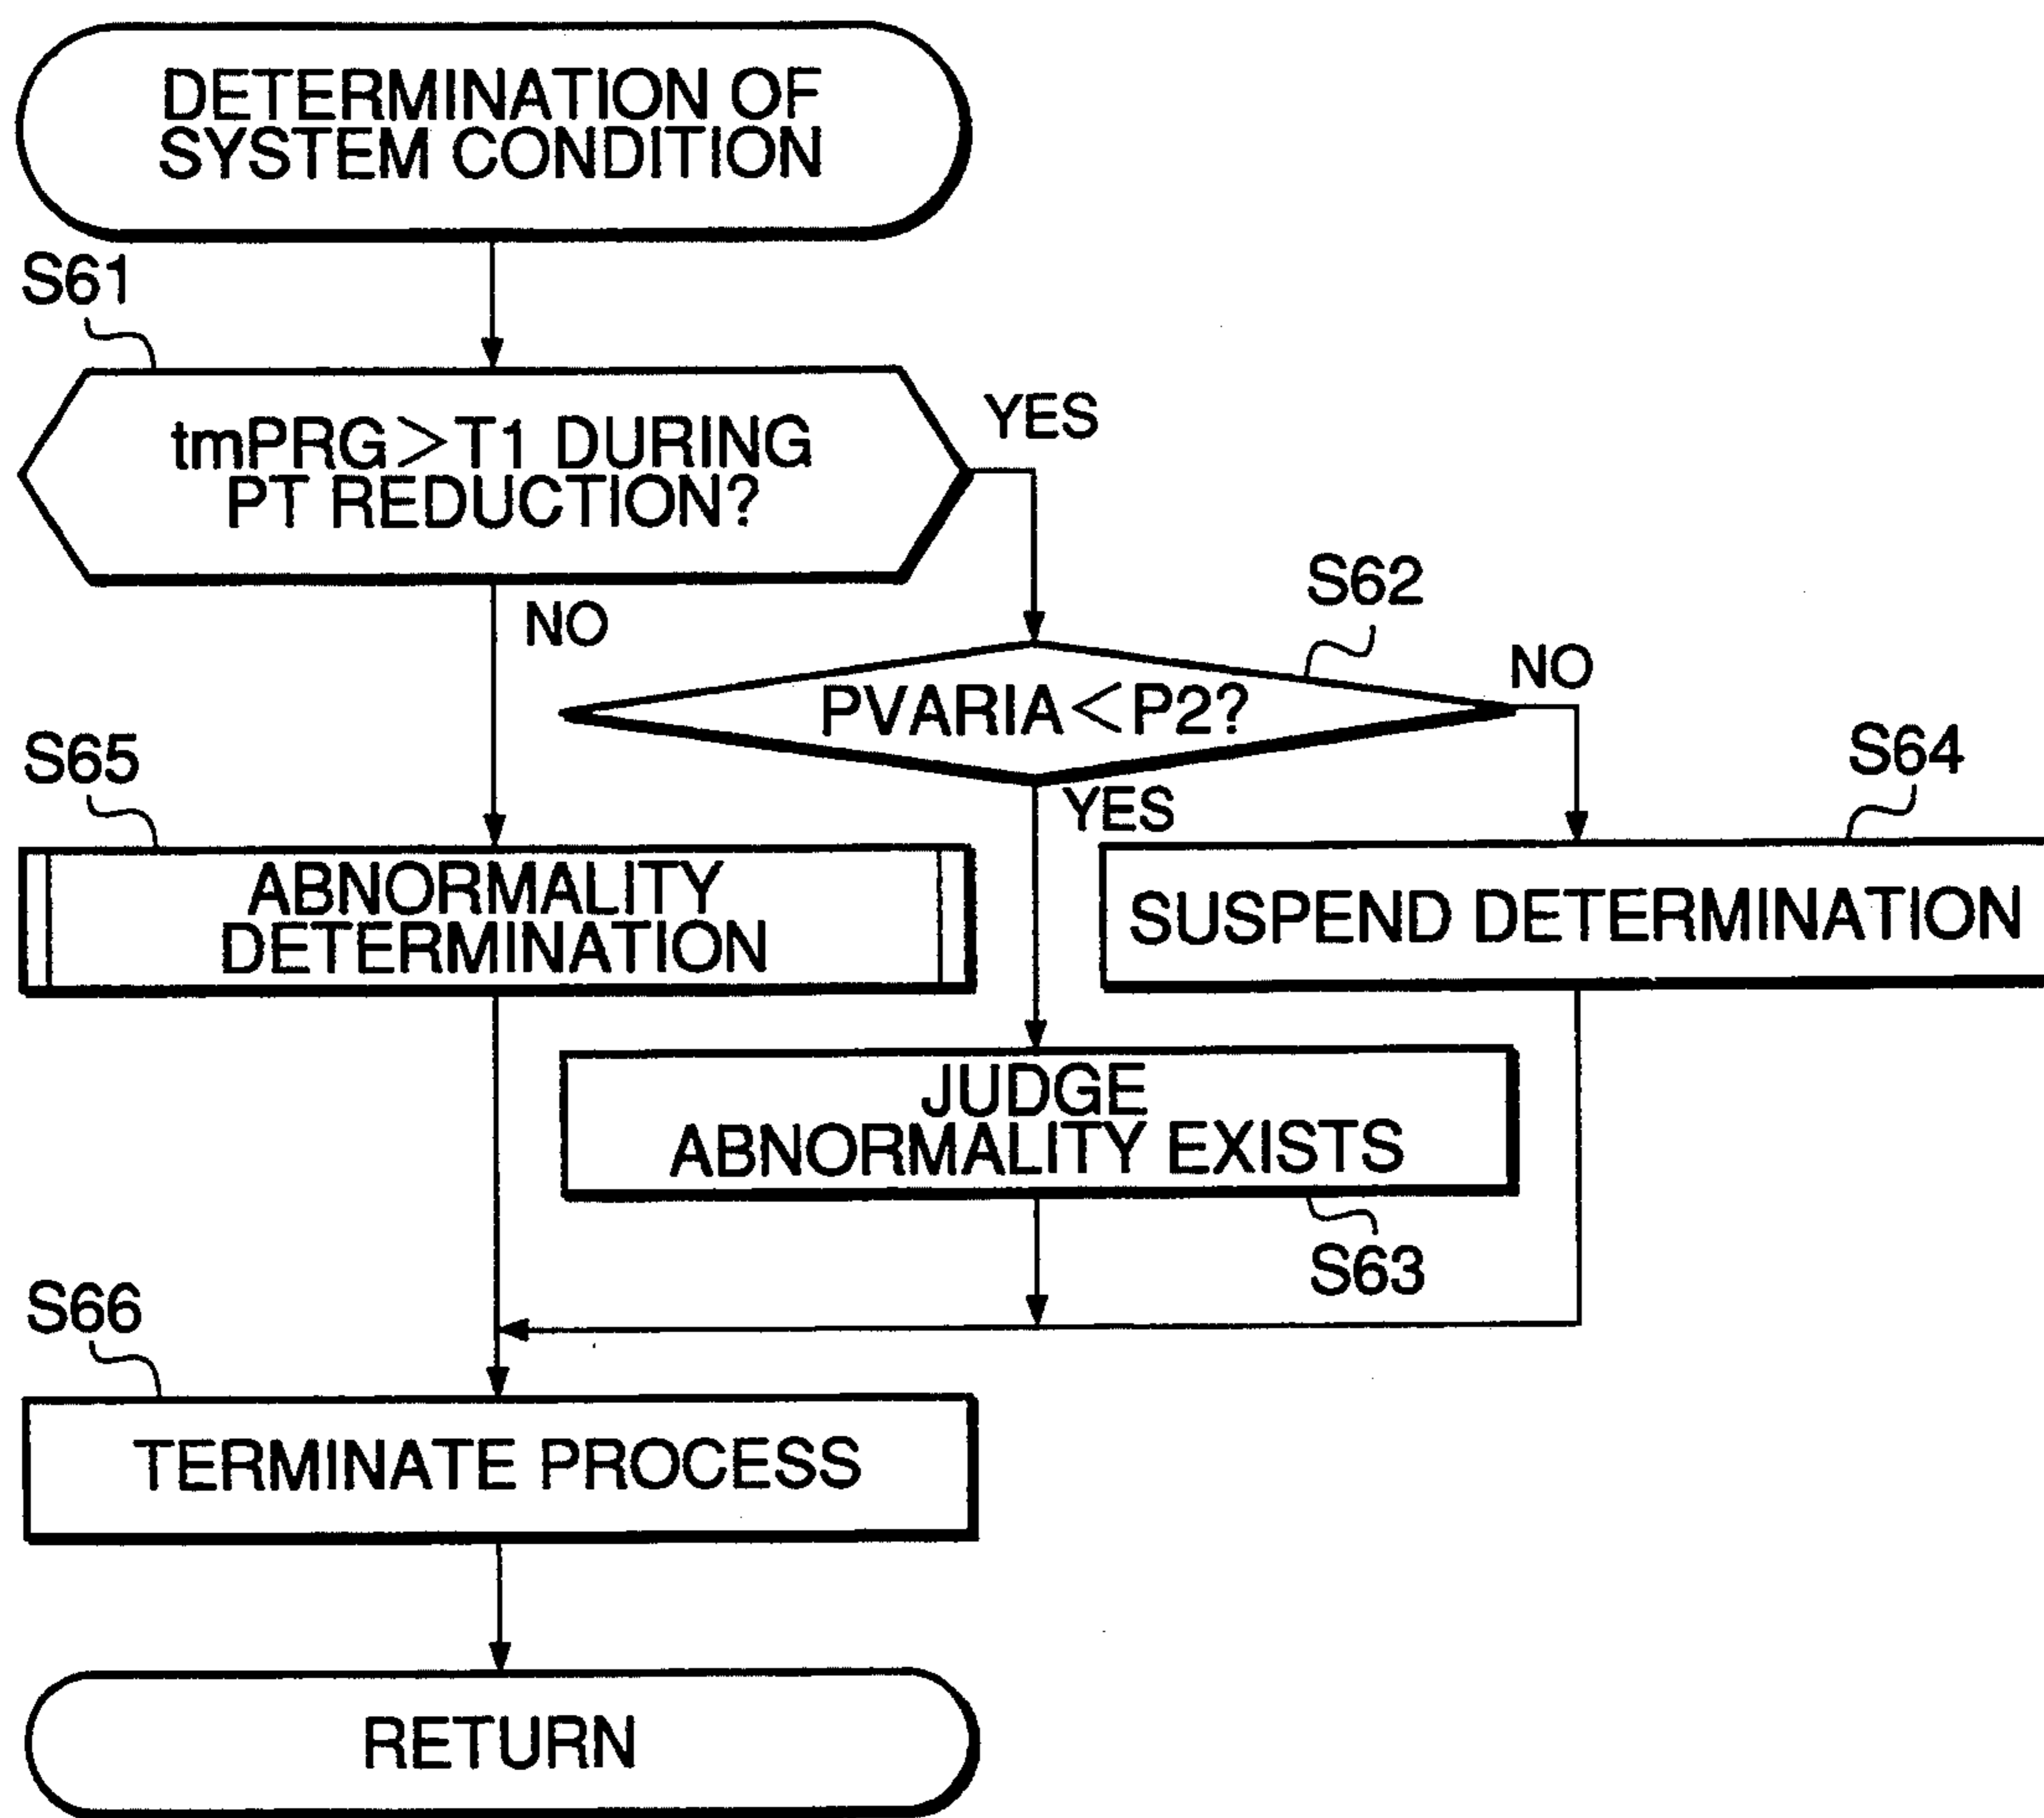 DETERMINATION OF
SYSTEM CONDITION
S61
tmPRG>T1 DURING
PT REDUCTION?
YES
NO
S62
PVARIA<P2?
NO
YES
S65
ABNORMALITY
DETERMINATION
S64
SUSPEND DETERMINATION
JUDGE
ABNORMALITY EXISTS
S63
S66
TERMINATE PROCESS
RETURN